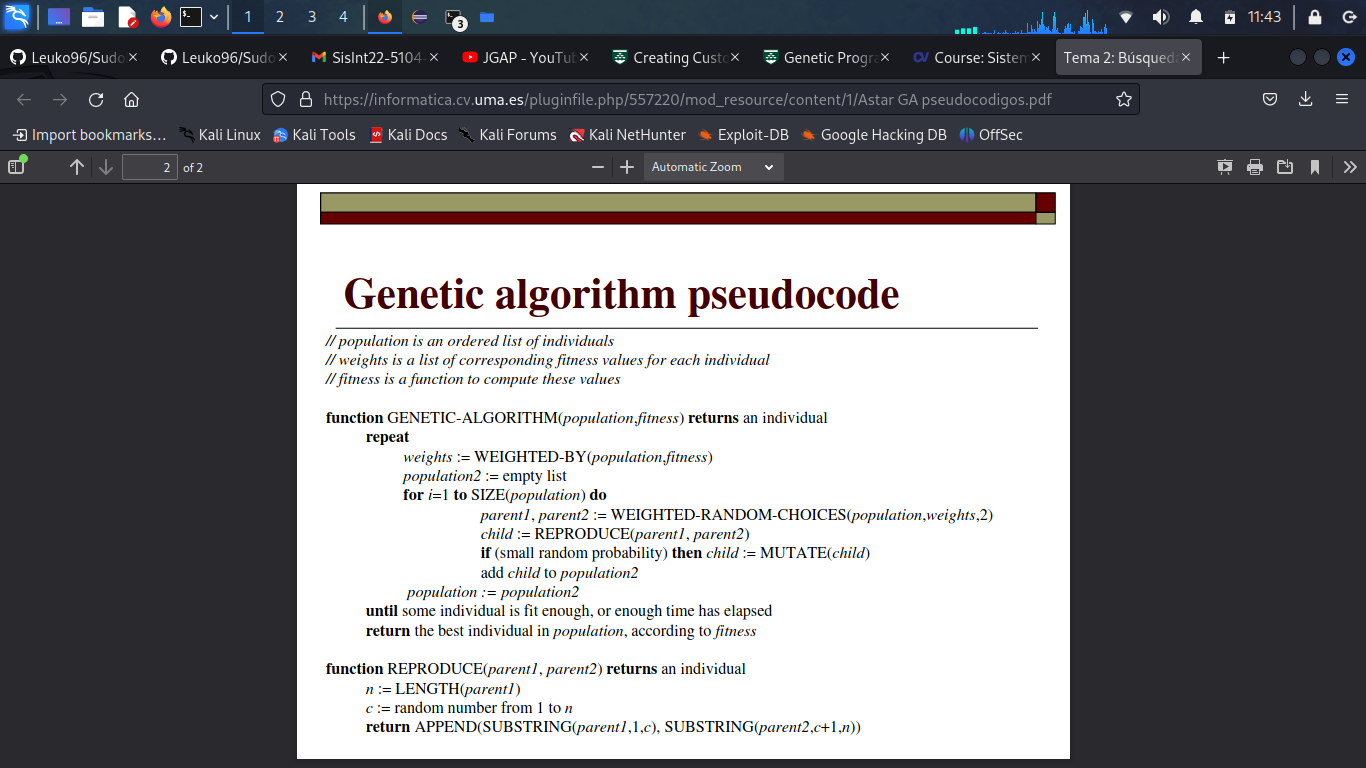 1 2 3 4 3 11:43
Leuko96/Sudo Leuko96/Sudo SisInt22-5104 JGAP - YouTu Creating Cust Genetic Progra Course: Sistem Tema 2: Búsqued
https://informatica.cv.uma.es/pluginfile.php/557220/mod_resource/content/1/Astar GA pseudocodigos.pdf
Import bookmarks... Kali Linux Kali Tools Kali Docs Kali Forums Kali NetHunter Exploit-DB Google Hacking DB OffSec
2 of 2 Automatic Zoom
Genetic algorithm pseudocode
// population is an ordered list of individuals
// weights is a list of corresponding fitness values for each individual
// fitness is a function to compute these values
function GENETIC-ALGORITHM(population,fitness) returns an individual
repeat
weights := WEIGHTED-BY(population,fitness)
population2 := empty list
for i=1 to SIZE(population) do
parent1, parent2 := WEIGHTED-RANDOM-CHOICES(population,weights,2)
child := REPRODUCE(parent1, parent2)
if (small random probability) then child := MUTATE(child)
add child to population2
population := population2
until some individual is fit enough, or enough time has elapsed
return the best individual in population, according to fitness
function REPRODUCE(parent1, parent2) returns an individual
n := LENGTH(parent1)
c := random number from 1 to n
return APPEND(SUBSTRING(parent1,1,c), SUBSTRING(parent2,c+1,n))